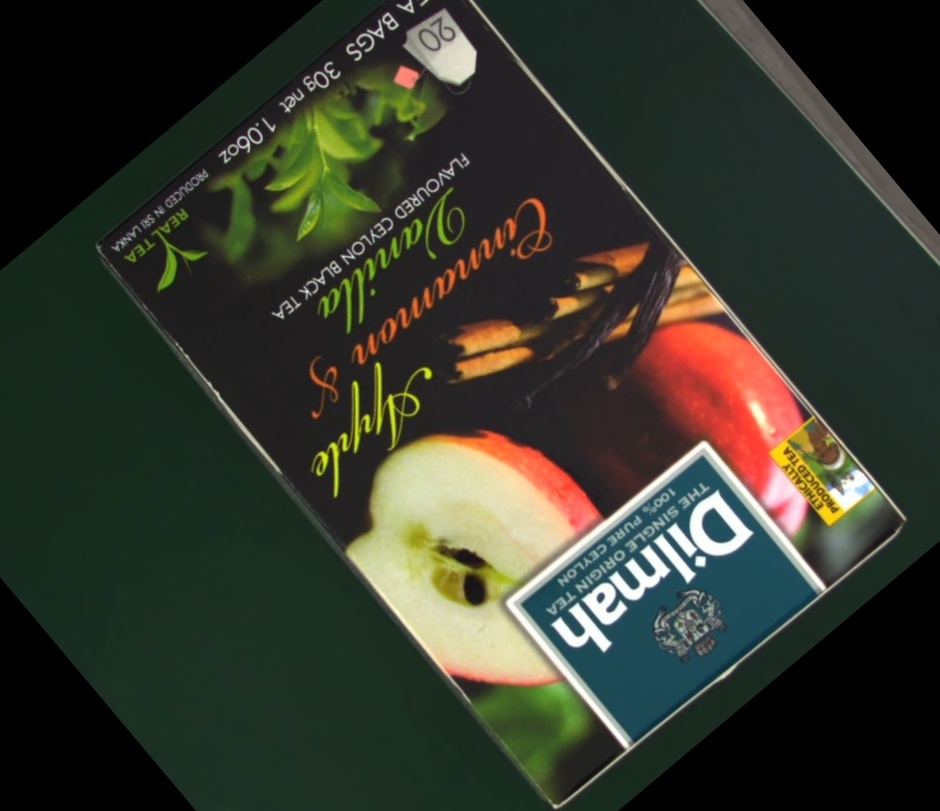 Dilmah
THE SINGLE ORIGIN TEA
100% PURE CEYLON
ETHICALLY
PRODUCED TEA
Apple
Cinnamon &
Vanilla
FLAVOURED CEYLON BLACK TEA
REAL TEA
PRODUCED IN SRI LANKA
20
EA BAGS 30g net 1.06oz